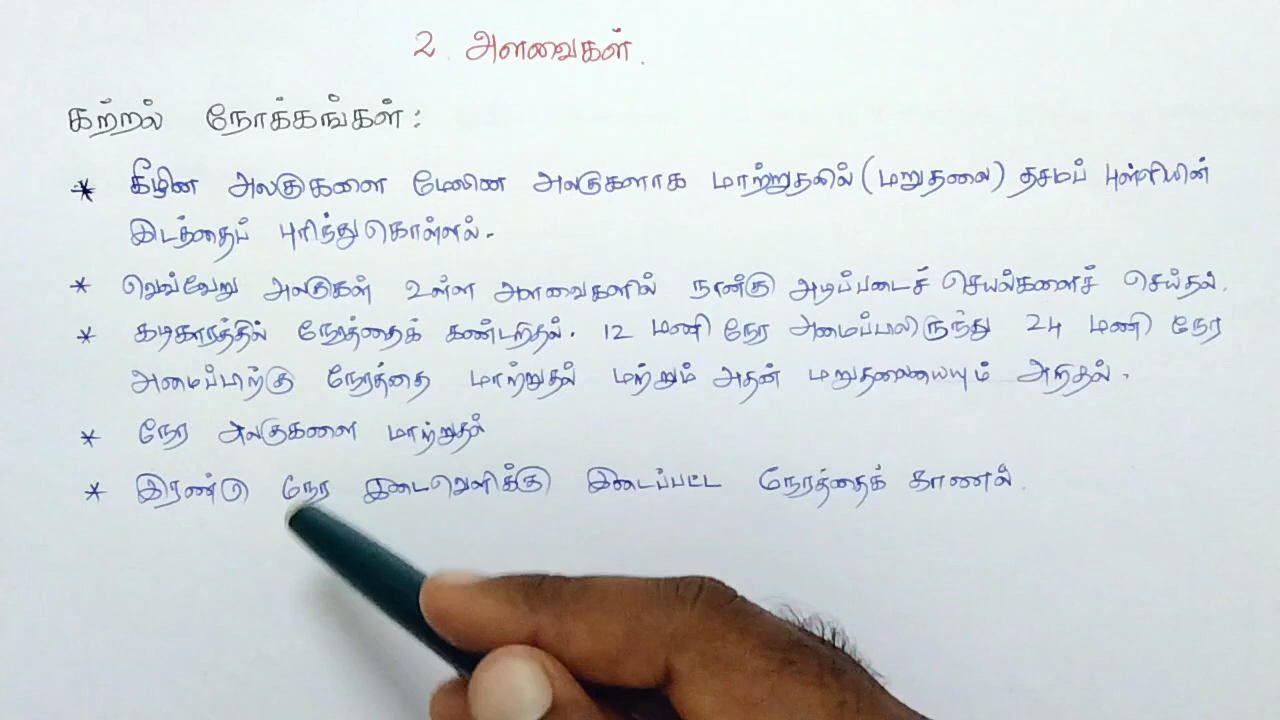 2. அளவைகள்.
கற்றல் நோக்கங்கள் :
* கீழின அலகுகளை மேலின அலகுகளாக மாற்றுதலில் (மறுதலை) தசமப் புள்ளியின்
இடத்தைப் புரிந்துகொள்ளல்.
* வெவ்வேறு அலகுகள் உள்ள அளவைகளில் நான்கு அடிப்படைச் செயல்களைச் செய்தல்.
* கடிகாரத்தில் நேரத்தைக் கண்டறிதல். 12 மணி நேர அமைப்பிலிருந்து 24 மணி நேர
அமைப்பிற்கு நேரத்தை மாற்றுதல் மற்றும் அதன் மறுதலையையும் அறிதல்.
* நேர அலகுகளை மாற்றுதல்
* இரண்டு நேர இடைவெளிக்கு இடைப்பட்ட நேரத்தைக் காணல்.